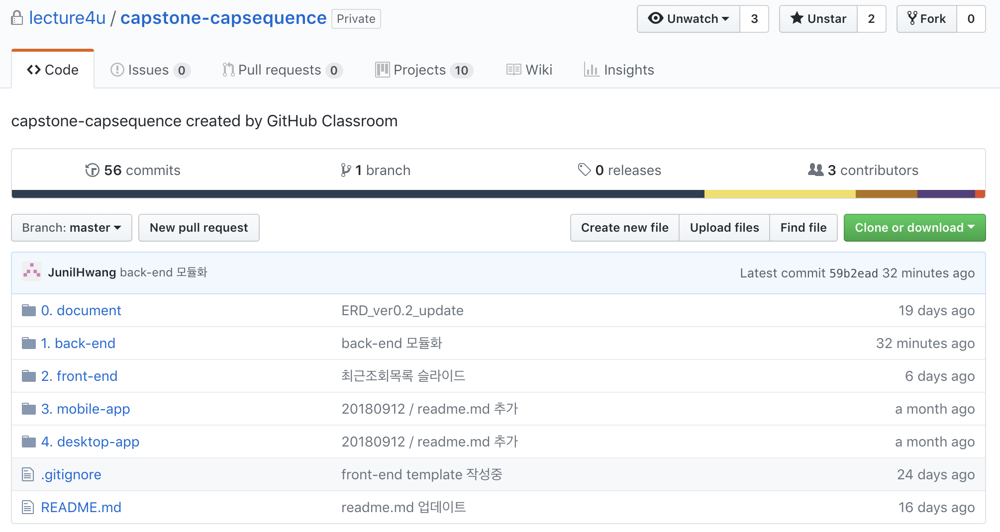 lecture4u / capstone-capsequence Private Unwatch 3 Unstar 2 Fork 0
Code Issues 0 Pull requests 0 Projects 10 Wiki Insights
capstone-capsequence created by GitHub Classroom
56 commits 1 branch 0 releases 3 contributors
Branch: master New pull request Create new file Upload files Find file Clone or download
JunilHwang back-end 모듈화 Latest commit 59b2ead 32 minutes ago
0. document ERD_ver0.2_update 19 days ago
1. back-end back-end 모듈화 32 minutes ago
2. front-end 최근조회목록 슬라이드 6 days ago
3. mobile-app 20180912 / readme.md 추가 a month ago
4. desktop-app 20180912 / readme.md 추가 a month ago
.gitignore front-end template 작성중 24 days ago
README.md readme.md 업데이트 16 days ago